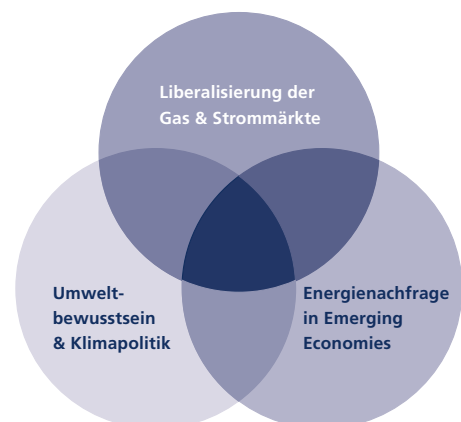 Liberalisierung der
Gas & Strommärkte
Umwelt-
bewusstsein
& Klimapolitik
Energienachfrage
in Emerging
Economies